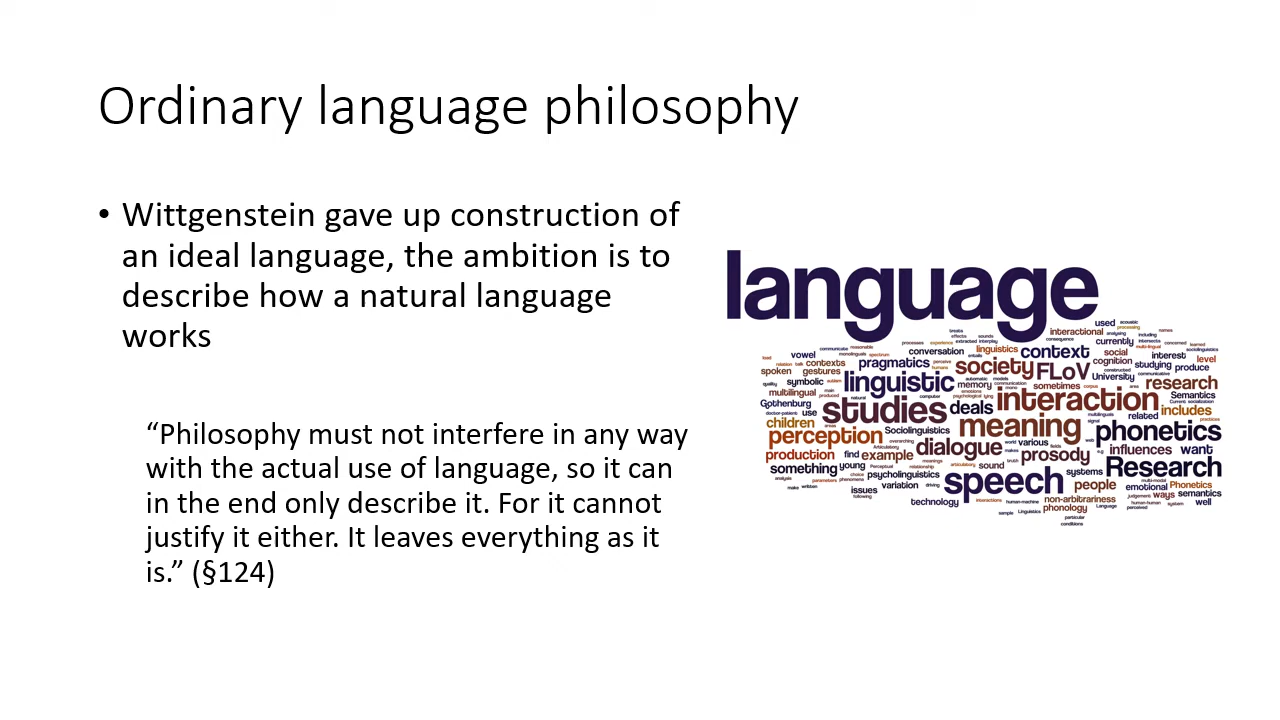 Ordinary language philosophy
• Wittgenstein gave up construction of
an ideal language, the ambition is to
describe how a natural language
works
“Philosophy must not interfere in any way
with the actual use of language, so it can
in the end only describe it. For it cannot
justify it either. It leaves everything as it
is.” (§124)
language
used
interactional
conversation linguistics context social
vowel pragmatics society FLoV cognition interest level
spoken gestures studying produce
symbolic linguistic memory University research
multilingual sometimes Semantics
Gothenburg use studies deals interaction related includes
children meaning phonetics
perception Sociolinguistics dialogue various influences want
production find example prosody
something young sound systems Research
psycholinguistics speech people emotional Phonetics
issues variation non-arbitrariness ways semantics
technology phonology well